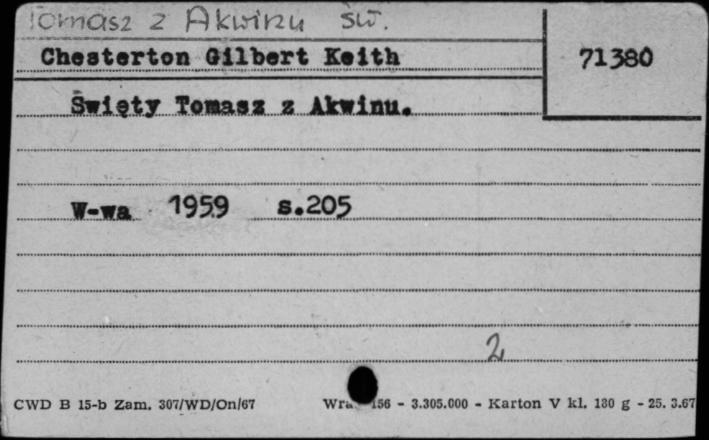 Tomasz z Akwinu św.
Chesterton Gilbert Keith
71380
Święty Tomasz z Akwinu.
W-wa 1959 s.205
2
CWD B 15-b Zam. 307/WD/On/67 156 - 3.305.000 - Karton V kl. 130 g - 25. 3.67